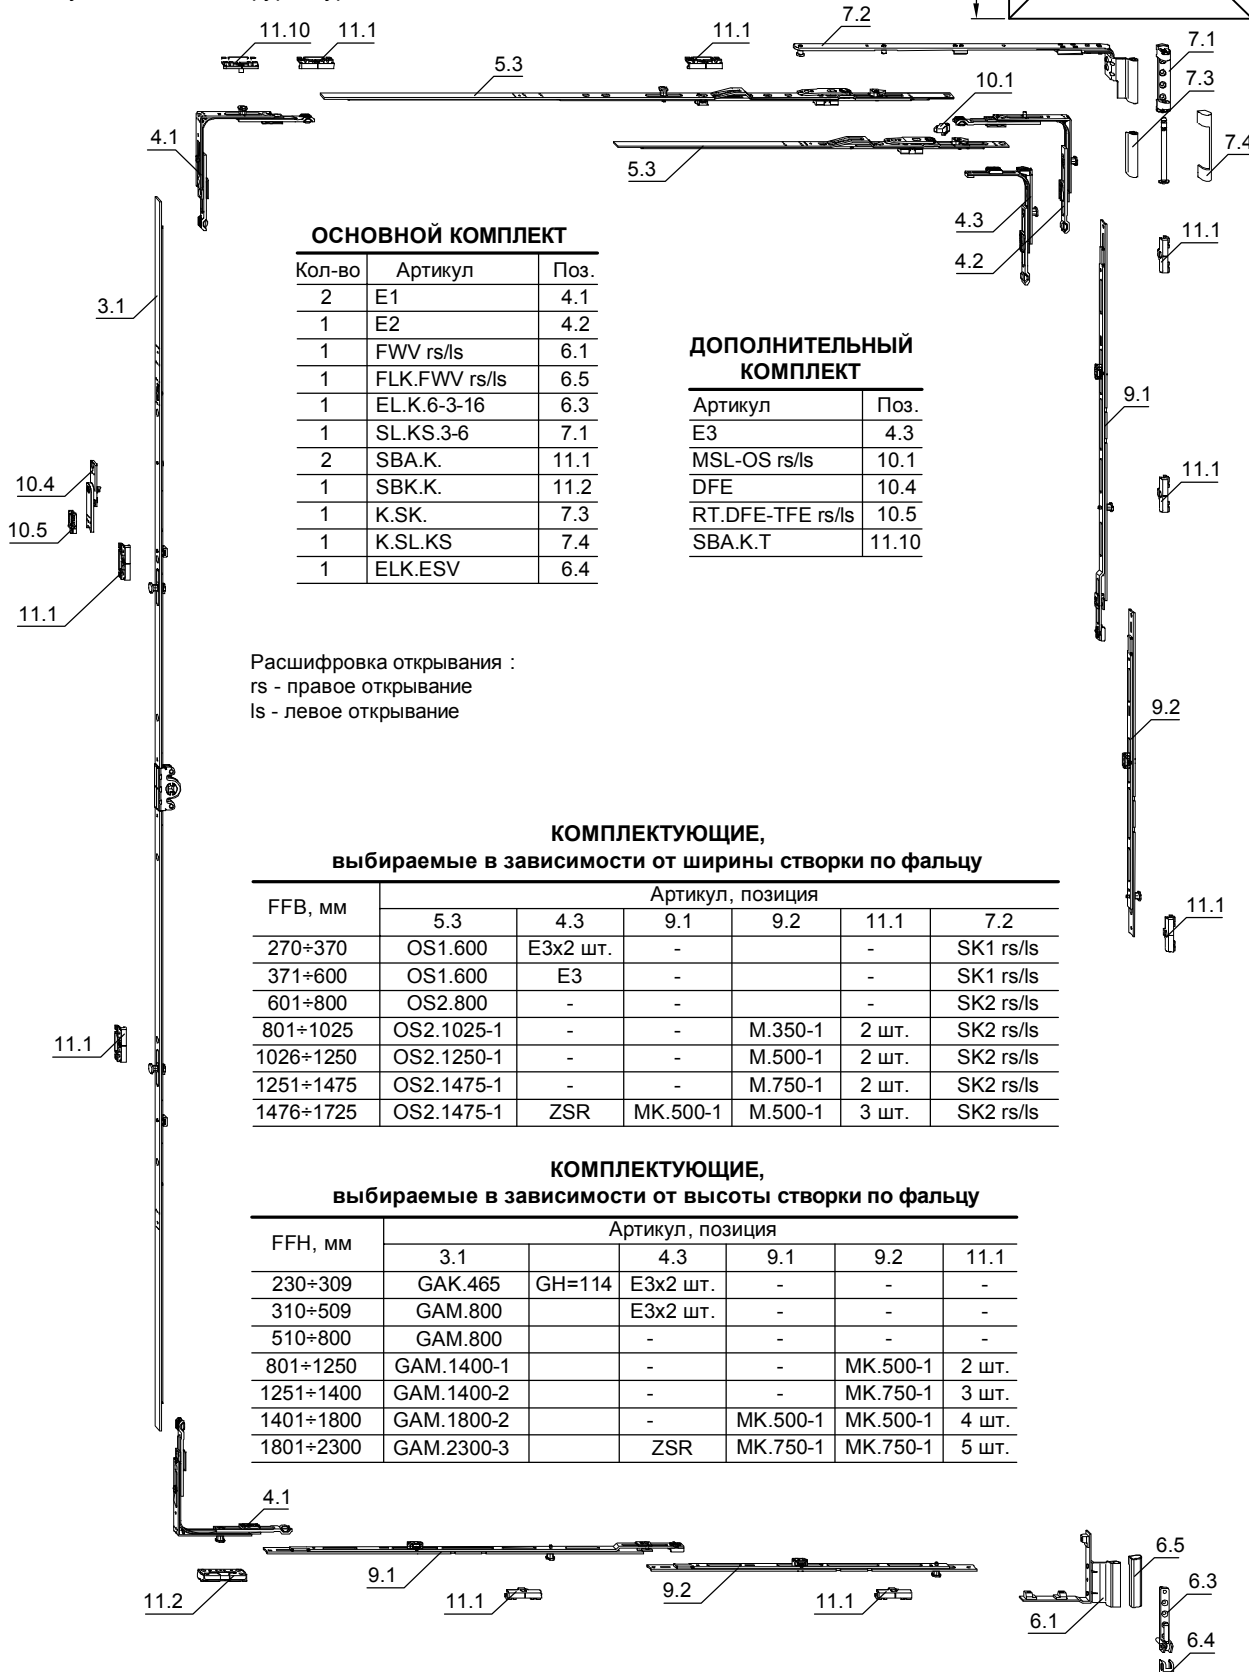 11.10
11.1
11.1
7.2
7.1
5.3
7.3
10.1
4.1
5.3
7.4
4.3
4.2
11.1
3.1
ОСНОВНОЙ КОМПЛЕКТ
Кол-во Артикул Поз.
2 E1 4.1
1 E2 4.2
1 FWV rs/ls 6.1
1 FLK.FWV rs/ls 6.5
1 EL.K.6-3-16 6.3
1 SL.KS.3-6 7.1
2 SBA.K. 11.1
1 SBK.K. 11.2
1 K.SK. 7.3
1 K.SL.KS 7.4
1 ELK.ESV 6.4
ДОПОЛНИТЕЛЬНЫЙ
КОМПЛЕКТ
Артикул Поз.
E3 4.3
MSL-OS rs/ls 10.1
DFE 10.4
RT.DFE-TFE rs/ls 10.5
SBA.K.T 11.10
9.1
11.1
10.4
10.5
11.1
Расшифровка открывания :
rs - правое открывание
ls - левое открывание
9.2
11.1
11.1
КОМПЛЕКТУЮЩИЕ,
выбираемые в зависимости от ширины створки по фальцу
FFB, мм Артикул, позиция
5.3 4.3 9.1 9.2 11.1 7.2
270÷370 OS1.600 E3x2 шт. - - SK1 rs/ls
371÷600 OS1.600 E3 - - SK1 rs/ls
601÷800 OS2.800 - - - SK2 rs/ls
801÷1025 OS2.1025-1 - - M.350-1 2 шт. SK2 rs/ls
1026÷1250 OS2.1250-1 - - M.500-1 2 шт. SK2 rs/ls
1251÷1475 OS2.1475-1 - - M.750-1 2 шт. SK2 rs/ls
1476÷1725 OS2.1475-1 ZSR MK.500-1 M.500-1 3 шт. SK2 rs/ls
КОМПЛЕКТУЮЩИЕ,
выбираемые в зависимости от высоты створки по фальцу
FFH, мм Артикул, позиция
3.1 4.3 9.1 9.2 11.1
230÷309 GAK.465 GH=114 E3x2 шт. - - -
310÷509 GAM.800 E3x2 шт. - - -
510÷800 GAM.800 - - - -
801÷1250 GAM.1400-1 - - MK.500-1 2 шт.
1251÷1400 GAM.1400-2 - - MK.750-1 3 шт.
1401÷1800 GAM.1800-2 - MK.500-1 MK.500-1 4 шт.
1801÷2300 GAM.2300-3 ZSR MK.750-1 MK.750-1 5 шт.
4.1
11.2
9.1
11.1
9.2
11.1
6.1
6.5
6.3
6.4